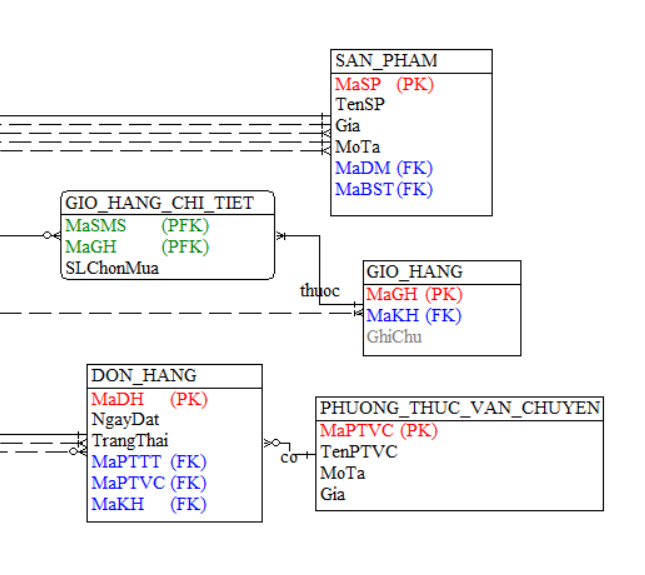 SAN_PHAM
MaSP (PK)
TenSP
Gia
MoTa
MaDM (FK)
MaBST (FK)
GIO_HANG_CHI_TIET
MaSMS (PFK)
MaGH (PFK)
SLChonMua
thuoc
GIO_HANG
MaGH (PK)
MaKH (FK)
GhiChu
DON_HANG
MaDH (PK)
NgayDat
TrangThai
MaPTTT (FK)
MaPTVC (FK)
MaKH (FK)
co
PHUONG_THUC_VAN_CHUYEN
MaPTVC (PK)
TenPTVC
MoTa
Gia